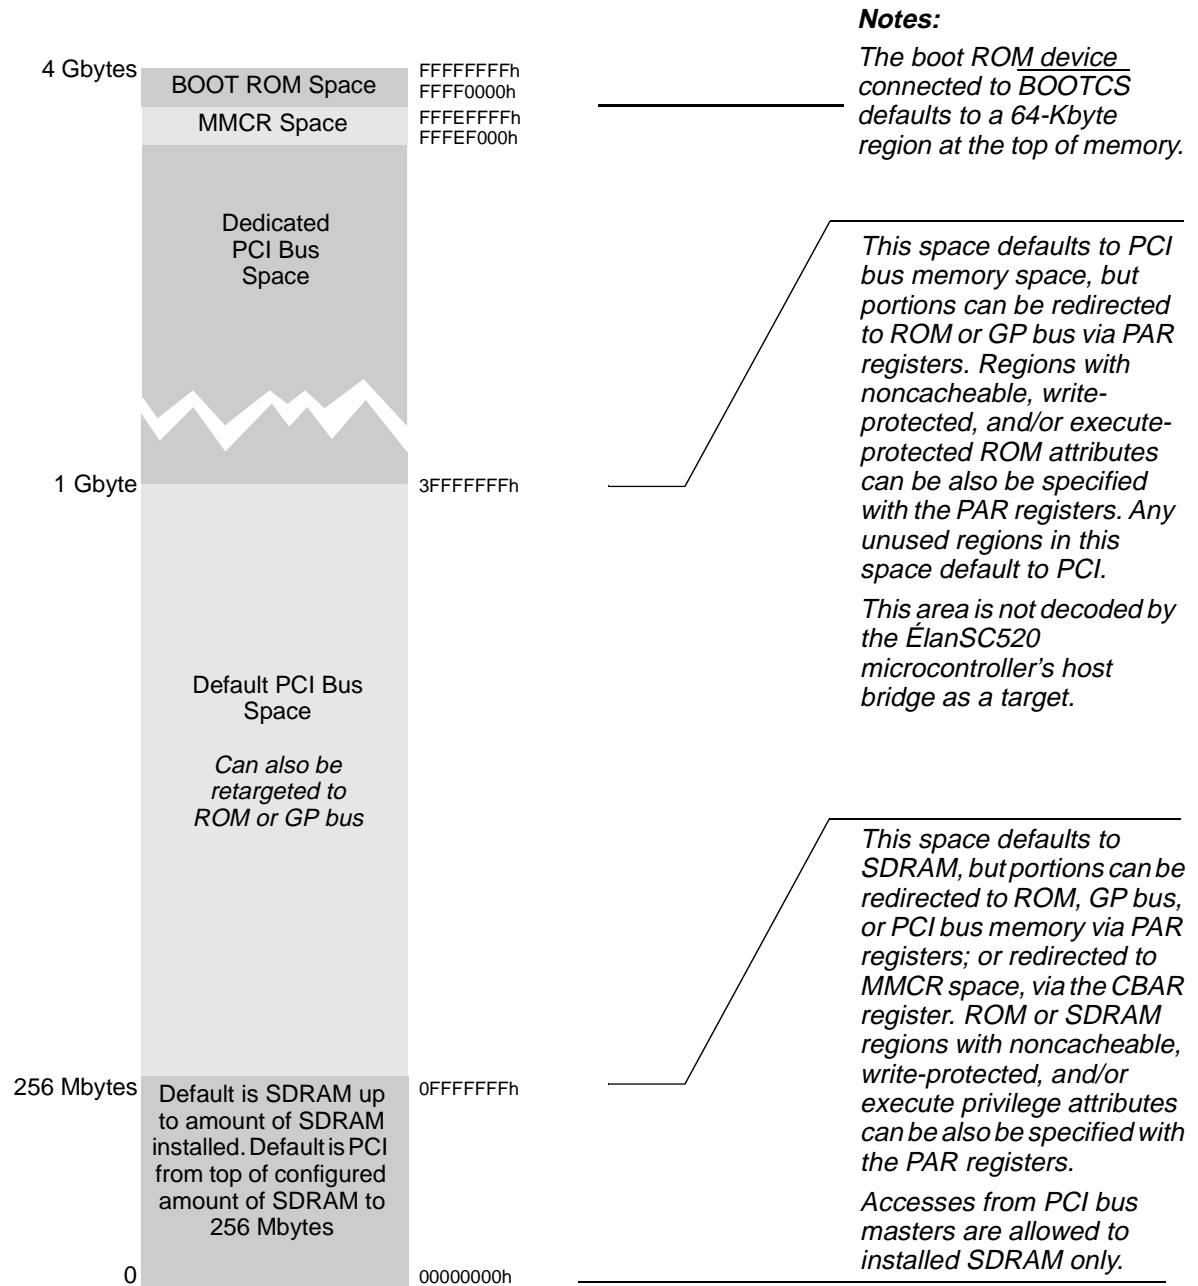 Notes:
4 Gbytes
BOOT ROM Space
FFFFFFFFh
FFFF0000h
The boot ROM device
connected to BOOTCS
defaults to a 64-Kbyte
region at the top of memory.
MMCR Space
FFFEFFFFh
FFFEF000h
Dedicated
PCI Bus
Space
This space defaults to PCI
bus memory space, but
portions can be redirected
to ROM or GP bus via PAR
registers. Regions with
noncacheable, write-
protected, and/or execute-
protected ROM attributes
can be also be specified
with the PAR registers. Any
unused regions in this
space default to PCI.
This area is not decoded by
the ÉlanSC520
microcontroller's host
bridge as a target.
1 Gbyte
3FFFFFFFh
Default PCI Bus
Space
Can also be
retargeted to
ROM or GP bus
This space defaults to
SDRAM, but portions can be
redirected to ROM, GP bus,
or PCI bus memory via PAR
registers; or redirected to
MMCR space, via the CBAR
register. ROM or SDRAM
regions with noncacheable,
write-protected, and/or
execute privilege attributes
can be also be specified with
the PAR registers.
Accesses from PCI bus
masters are allowed to
installed SDRAM only.
256 Mbytes
0FFFFFFFh
Default is SDRAM up
to amount of SDRAM
installed. Default is PCI
from top of configured
amount of SDRAM to
256 Mbytes
0
00000000h